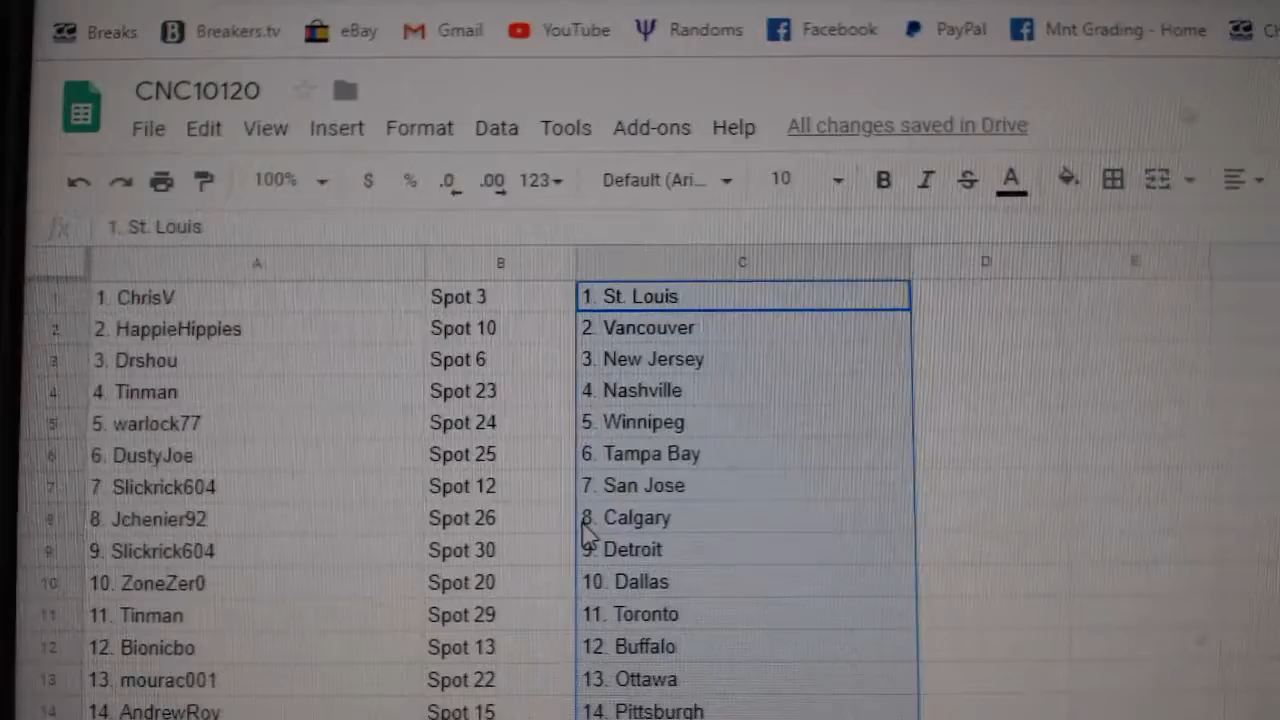 Breaks Breakers.tv eBay Gmail YouTube Randoms Facebook PayPal Mnt Grading - Home
CNC10120
File Edit View Insert Format Data Tools Add-ons Help All changes saved in Drive
100% $ % .0 .00 123 Default (Ari... 10 B I S A
fx 1. St. Louis
A B C D E
1 1. ChrisV Spot 3 1. St. Louis
2 2. HappieHippies Spot 10 2. Vancouver
3 3. Drshou Spot 6 3. New Jersey
4 4. Tinman Spot 23 4. Nashville
5 5. warlock77 Spot 24 5. Winnipeg
6 6. DustyJoe Spot 25 6. Tampa Bay
7 7. Slickrick604 Spot 12 7. San Jose
8 8. Jchenier92 Spot 26 8. Calgary
9 9. Slickrick604 Spot 30 9. Detroit
10 10. ZoneZer0 Spot 20 10. Dallas
11 11. Tinman Spot 29 11. Toronto
12 12. Bionicbo Spot 13 12. Buffalo
13 13. mourac001 Spot 22 13. Ottawa
14 14. AndrewRoy Spot 15 14. Pittsburgh